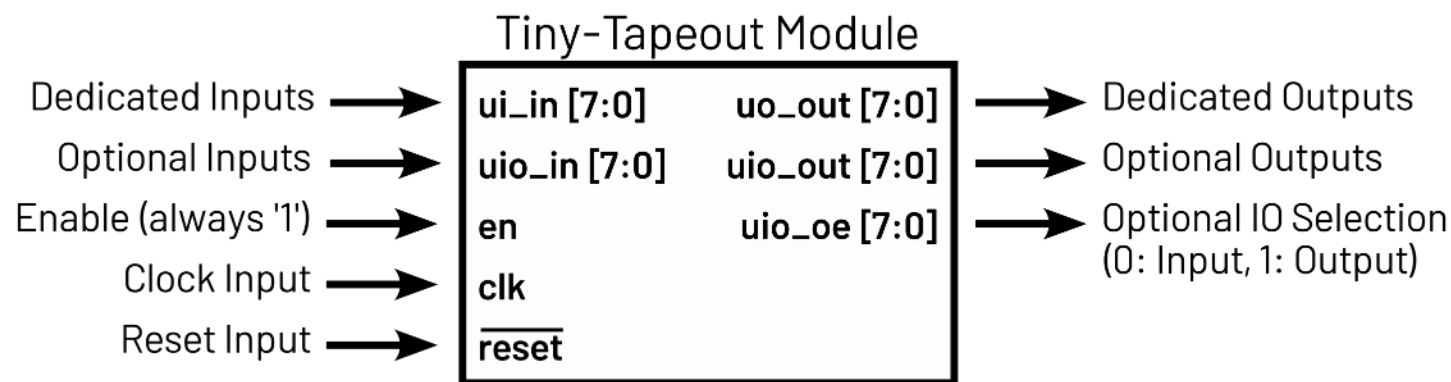 Tiny-Tapeout Module
Dedicated Inputs
ui_in [7:0]
uo_out [7:0]
Dedicated Outputs
Optional Inputs
uio_in [7:0]
uio_out [7:0]
Optional Outputs
Enable (always '1')
en
uio_oe [7:0]
Optional IO Selection
(0: Input, 1: Output)
Clock Input
clk
Reset Input
reset